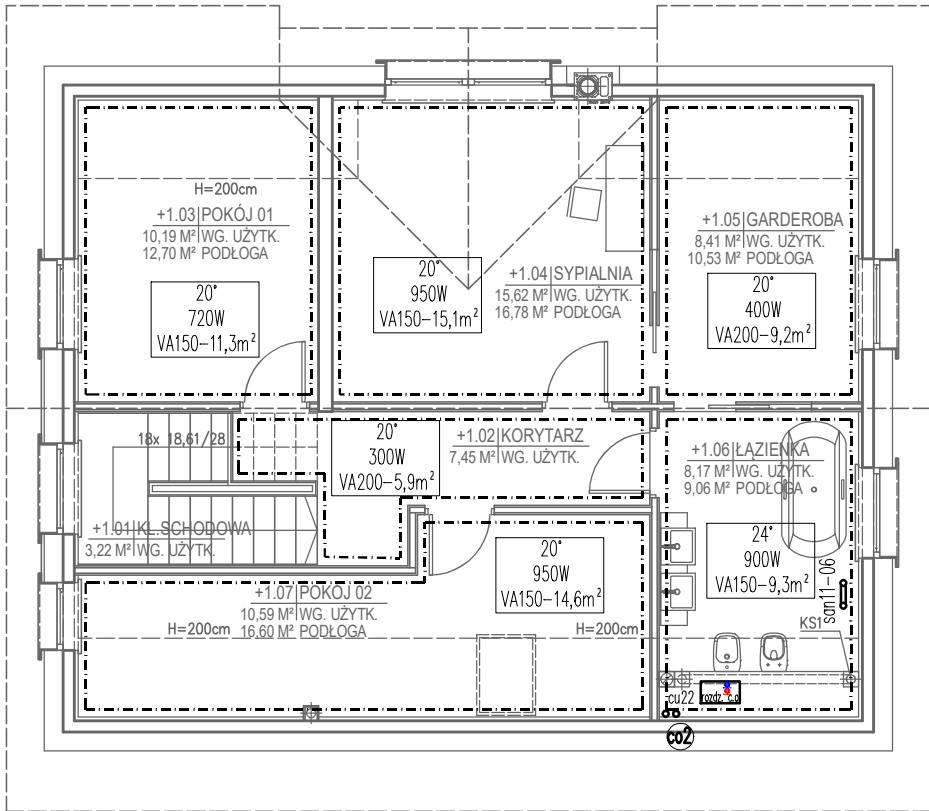 H=200cm
+1.03 POKÓJ 01
10,19 M² WG. UŻYTK.
12,70 M² PODŁOGA
20°
720W
VA150-11,3m²
20°
950W
VA150-15,1m²
+1.04 SYPIALNIA
15,62 M² WG. UŻYTK.
16,78 M² PODŁOGA
+1.05 GARDEROBA
8,41 M² WG. UŻYTK.
10,53 M² PODŁOGA
20°
400W
VA200-9,2m²
18x 18,61/28
20°
300W
VA200-5,9m²
+1.02 KORYTARZ
7,45 M² WG. UŻYTK.
+1.06 ŁAZIENKA
8,17 M² WG. UŻYTK.
9,06 M² PODŁOGA
+1.01 KL.SCHODOWA
3,22 M² WG. UŻYTK.
20°
950W
VA150-14,6m²
24°
900W
VA150-9,3m²
san11-06
+1.07 POKÓJ 02
10,59 M² WG. UŻYTK.
16,60 M² PODŁOGA
H=200cm
H=200cm
KS1
cu22
rozdz. c.o
co2